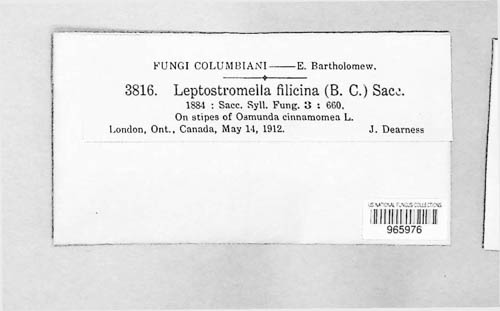 FUNGI COLUMBIANI——E. Bartholomew.
3816. Leptostromella filicina (B. C.) Sacc.
1884 : Sacc. Syll. Fung. 3 : 660.
On stipes of Osmunda cinnamomea L.
London, Ont., Canada, May 14, 1912. J. Dearness
US NATIONAL FUNGUS COLLECTIONS
965976